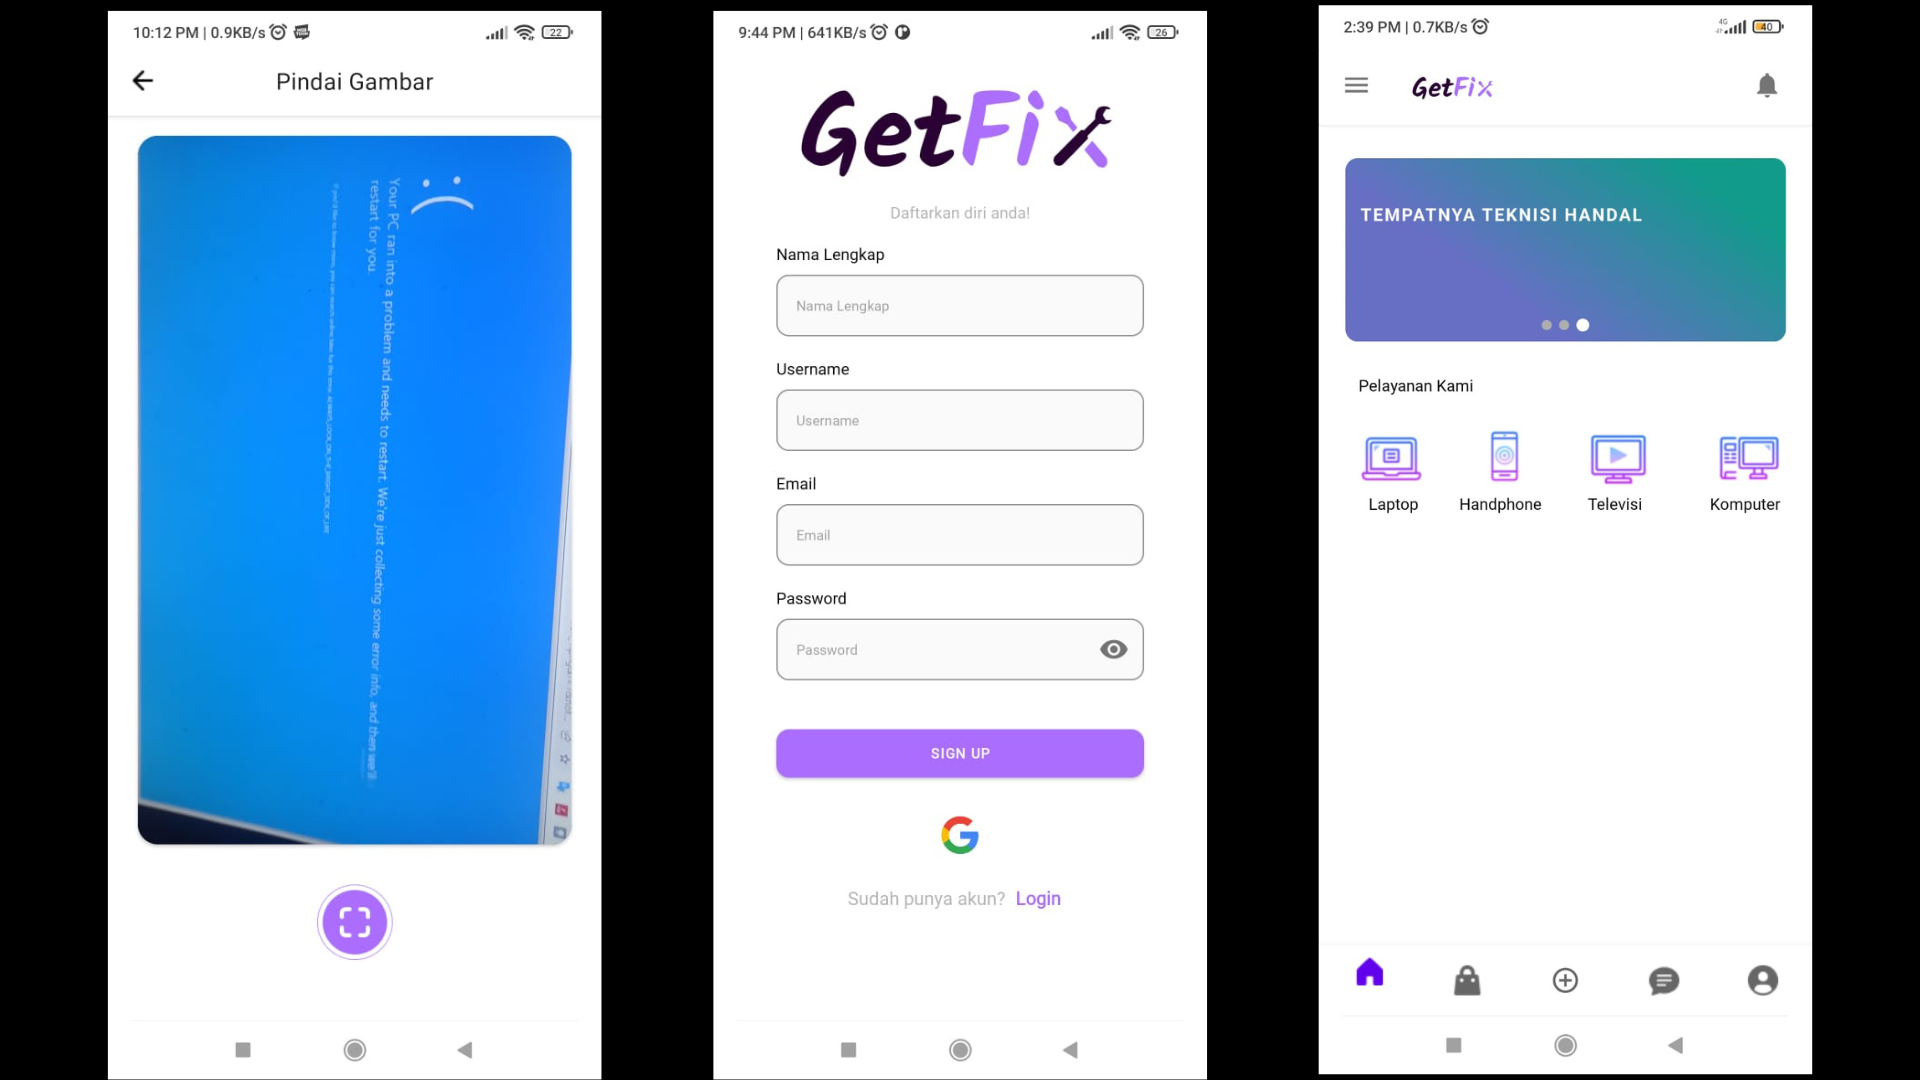 10:12 PM | 0.9KB/s
22
Pindai Gambar
:(
Your PC ran into a problem and needs to restart. We're just collecting some error info, and then we'll
restart for you.
9:44 PM | 641KB/s
26
GetFix
Daftarkan diri anda!
Nama Lengkap
Nama Lengkap
Username
Username
Email
Email
Password
Password
SIGN UP
G
Sudah punya akun? Login
2:39 PM | 0.7KB/s
4G
40
GetFix
TEMPATNYA TEKNISI HANDAL
Pelayanan Kami
Laptop
Handphone
Televisi
Komputer